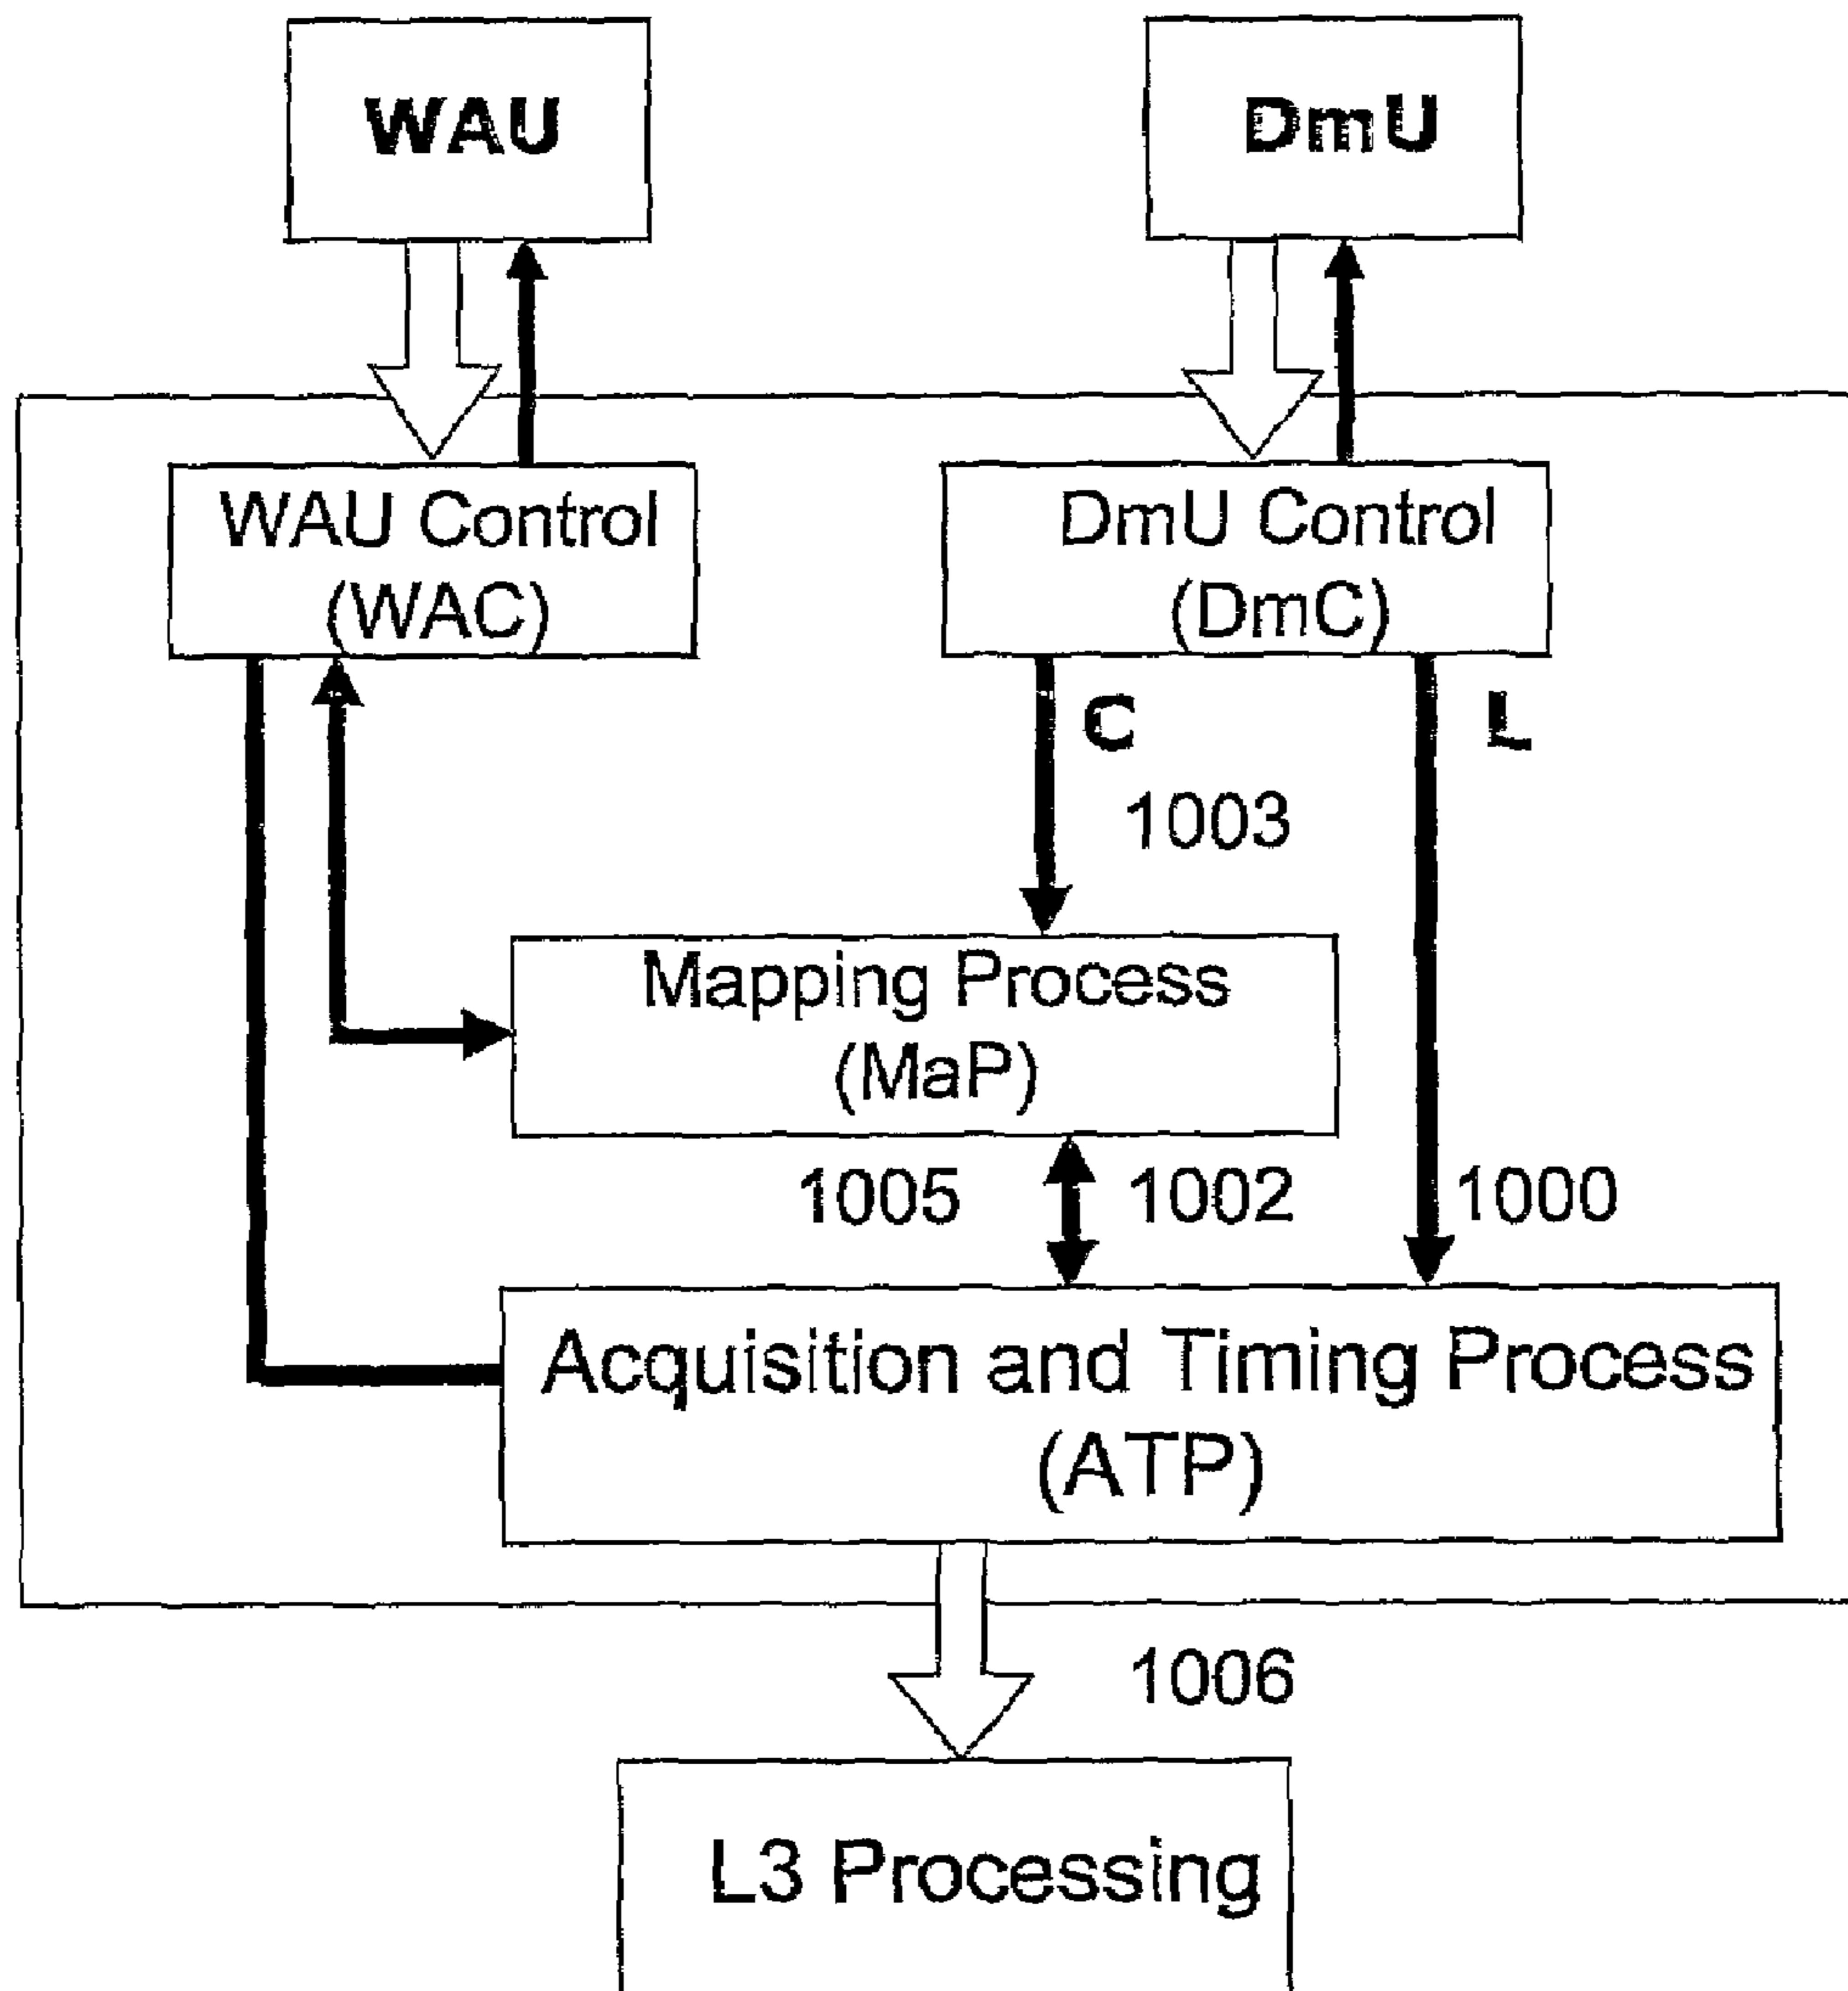 WAU
DmU
WAU Control
(WAC)
DmU Control
(DmC)
C
L
1003
Mapping Process
(MaP)
1005
1002
1000
Acquisition and Timing Process
(ATP)
1006
L3 Processing